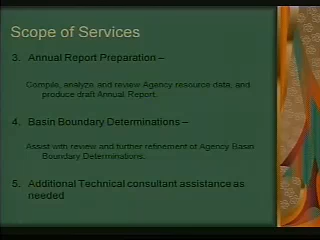 Scope of Services
3. Annual Report Preparation –
Compile, analyze and review Agency resource data, and
produce draft Annual Report.
4. Basin Boundary Determinations –
Assist with review and further refinement of Agency Basin
Boundary Determinations.
5. Additional Technical consultant assistance as
needed